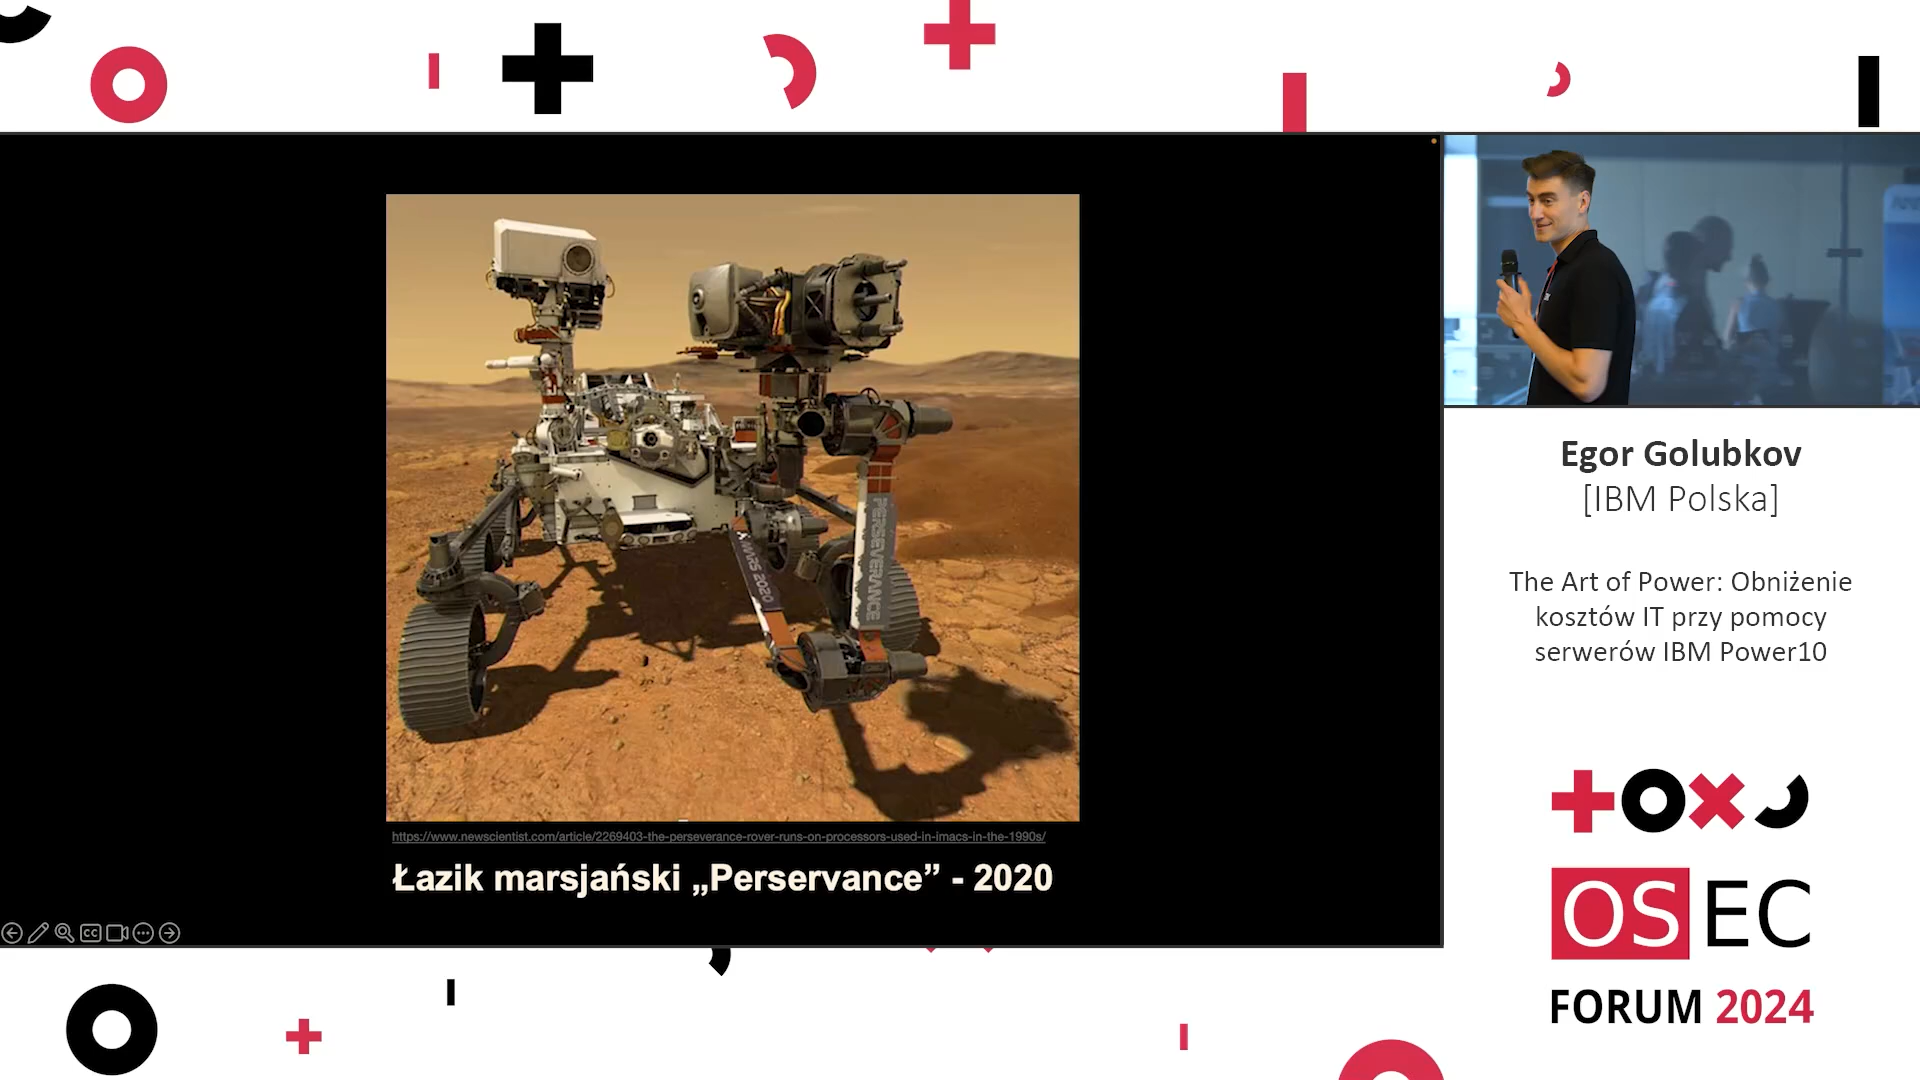 PERSEVERANCE
MARS 2020
https://www.newscientist.com/article/2269403-the-perseverance-rover-runs-on-processors-used-in-imacs-in-the-1990s/
Łazik marsjański „Perservance” - 2020
CC
Egor Golubkov
[IBM Polska]
The Art of Power: Obniżenie
kosztów IT przy pomocy
serwerów IBM Power10
OSEC
FORUM 2024